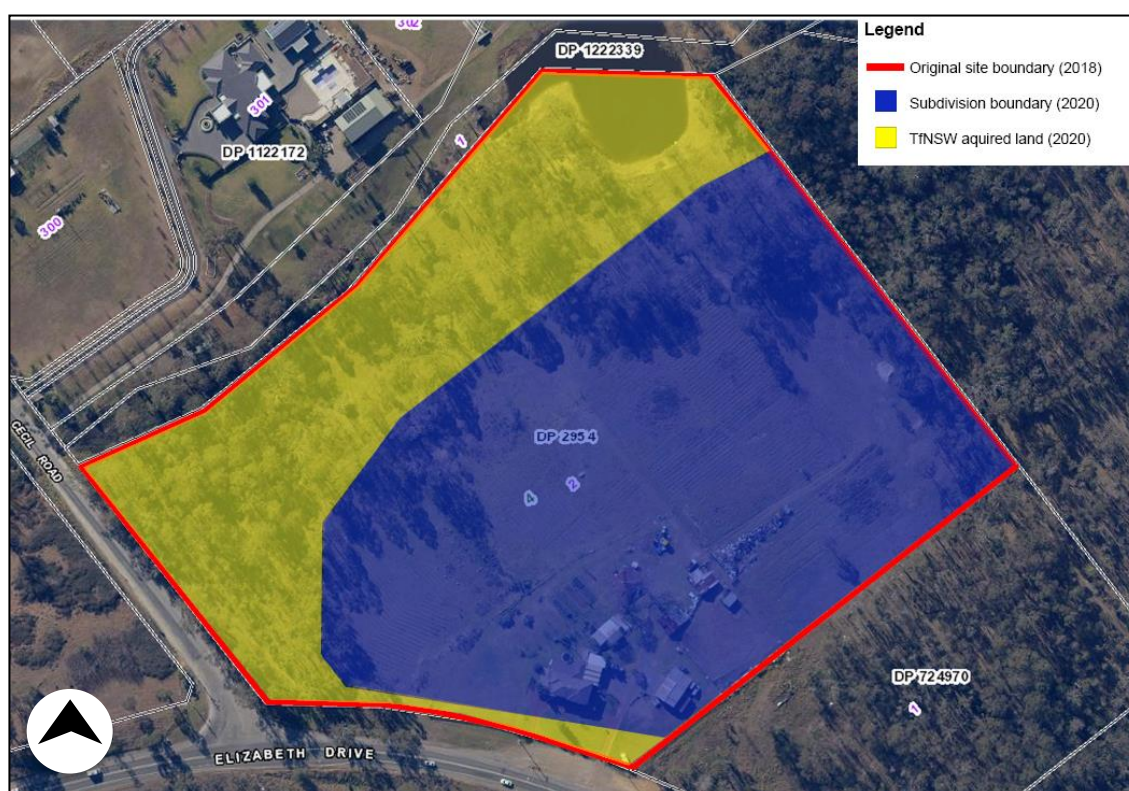 302
DP 1222339
Legend
Original site boundary (2018)
Subdivision boundary (2020)
TfNSW aquired land (2020)
301
DP 1122172
1
300
CECIL ROAD
DP 2954
4 2
DP 724970
1
ELIZABETH DRIVE